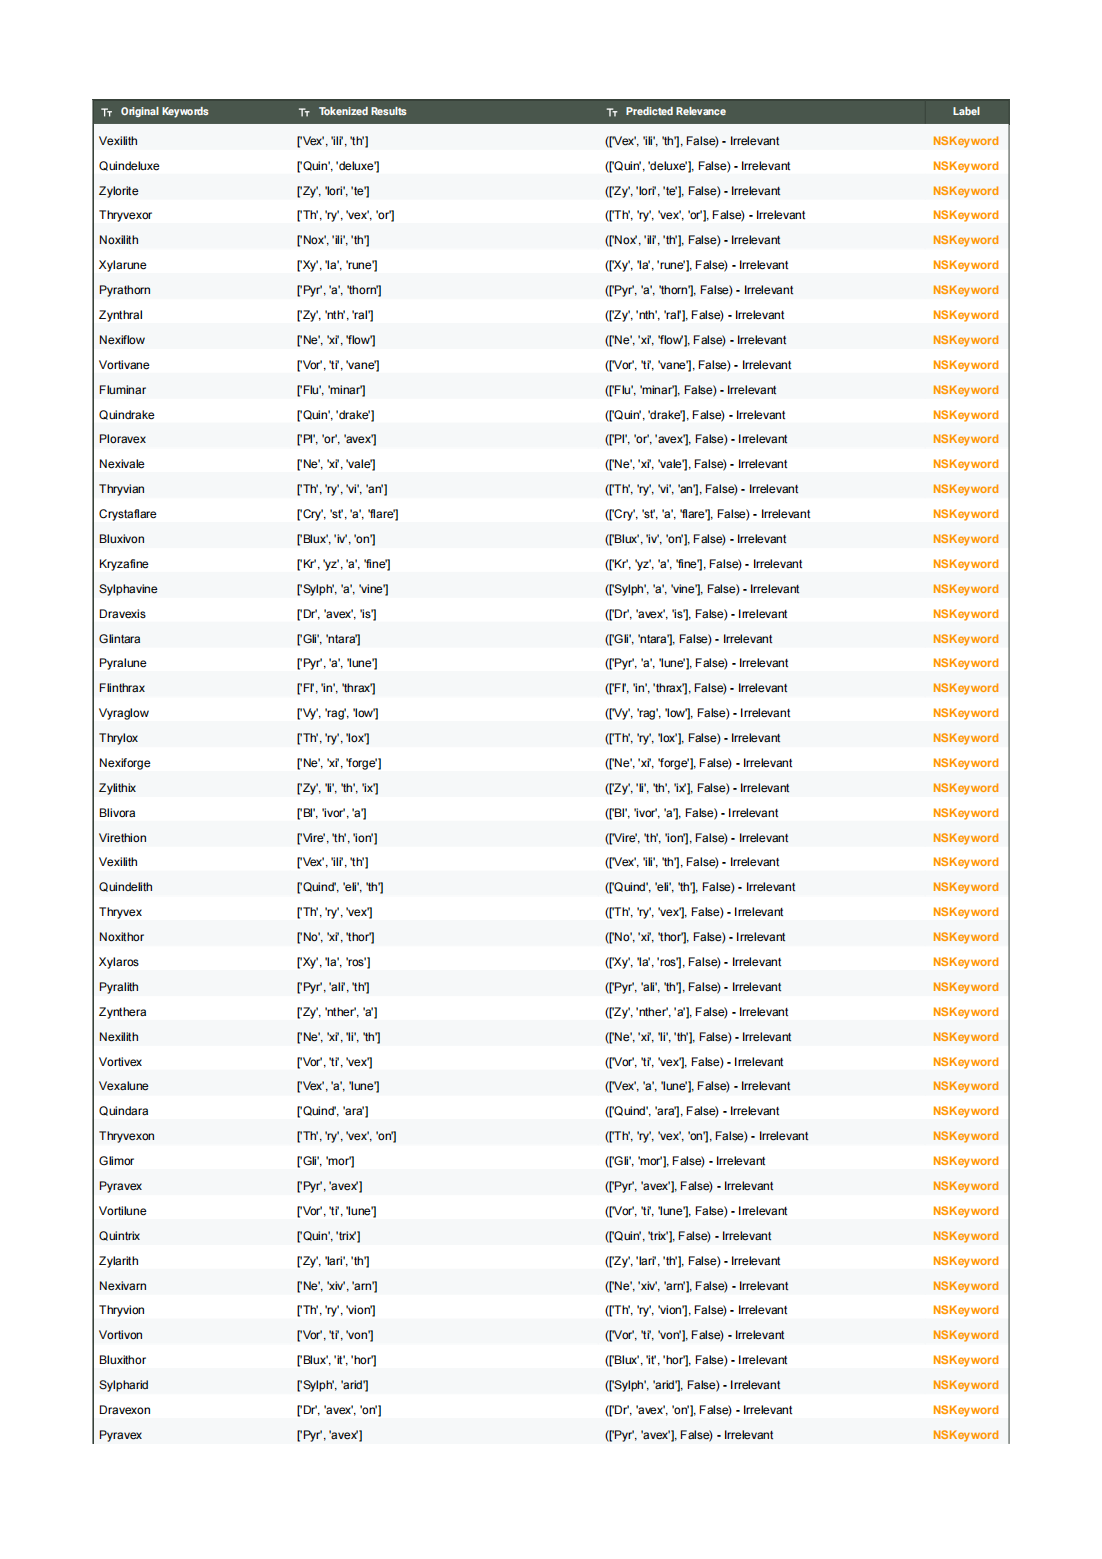 Original Keywords Tokenized Results Predicted Relevance Label
Vexilith ['Vex', 'ili', 'th'] (['Vex', 'ili', 'th'], False) - Irrelevant NSKeyword
Quindeluxe ['Quin', 'deluxe'] (['Quin', 'deluxe'], False) - Irrelevant NSKeyword
Zylorite ['Zy', 'lori', 'te'] (['Zy', 'lori', 'te'], False) - Irrelevant NSKeyword
Thryvexor ['Th', 'ry', 'vex', 'or'] (['Th', 'ry', 'vex', 'or'], False) - Irrelevant NSKeyword
Noxilith ['Nox', 'ili', 'th'] (['Nox', 'ili', 'th'], False) - Irrelevant NSKeyword
Xylarune ['Xy', 'la', 'rune'] (['Xy', 'la', 'rune'], False) - Irrelevant NSKeyword
Pyrathorn ['Pyr', 'a', 'thorn'] (['Pyr', 'a', 'thorn'], False) - Irrelevant NSKeyword
Zynthral ['Zy', 'nth', 'ral'] (['Zy', 'nth', 'ral'], False) - Irrelevant NSKeyword
Nexiflow ['Ne', 'xi', 'flow'] (['Ne', 'xi', 'flow'], False) - Irrelevant NSKeyword
Vortivane ['Vor', 'ti', 'vane'] (['Vor', 'ti', 'vane'], False) - Irrelevant NSKeyword
Fluminar ['Flu', 'minar'] (['Flu', 'minar'], False) - Irrelevant NSKeyword
Quindrake ['Quin', 'drake'] (['Quin', 'drake'], False) - Irrelevant NSKeyword
Ploravex ['Pl', 'or', 'avex'] (['Pl', 'or', 'avex'], False) - Irrelevant NSKeyword
Nexivale ['Ne', 'xi', 'vale'] (['Ne', 'xi', 'vale'], False) - Irrelevant NSKeyword
Thryvian ['Th', 'ry', 'vi', 'an'] (['Th', 'ry', 'vi', 'an'], False) - Irrelevant NSKeyword
Crystaflare ['Cry', 'st', 'a', 'flare'] (['Cry', 'st', 'a', 'flare'], False) - Irrelevant NSKeyword
Bluxivon ['Blux', 'iv', 'on'] (['Blux', 'iv', 'on'], False) - Irrelevant NSKeyword
Kryzafine ['Kr', 'yz', 'a', 'fine'] (['Kr', 'yz', 'a', 'fine'], False) - Irrelevant NSKeyword
Sylphavine ['Sylph', 'a', 'vine'] (['Sylph', 'a', 'vine'], False) - Irrelevant NSKeyword
Dravexis ['Dr', 'avex', 'is'] (['Dr', 'avex', 'is'], False) - Irrelevant NSKeyword
Glintara ['Gli', 'ntara'] (['Gli', 'ntara'], False) - Irrelevant NSKeyword
Pyralune ['Pyr', 'a', 'lune'] (['Pyr', 'a', 'lune'], False) - Irrelevant NSKeyword
Flinthrax ['Fl', 'in', 'thrax'] (['Fl', 'in', 'thrax'], False) - Irrelevant NSKeyword
Vyraglow ['Vy', 'rag', 'low'] (['Vy', 'rag', 'low'], False) - Irrelevant NSKeyword
Thrylox ['Th', 'ry', 'lox'] (['Th', 'ry', 'lox'], False) - Irrelevant NSKeyword
Nexiforge ['Ne', 'xi', 'forge'] (['Ne', 'xi', 'forge'], False) - Irrelevant NSKeyword
Zylithix ['Zy', 'li', 'th', 'ix'] (['Zy', 'li', 'th', 'ix'], False) - Irrelevant NSKeyword
Blivora ['Bl', 'ivor', 'a'] (['Bl', 'ivor', 'a'], False) - Irrelevant NSKeyword
Virethion ['Vire', 'th', 'ion'] (['Vire', 'th', 'ion'], False) - Irrelevant NSKeyword
Vexilith ['Vex', 'ili', 'th'] (['Vex', 'ili', 'th'], False) - Irrelevant NSKeyword
Quindelith ['Quind', 'eli', 'th'] (['Quind', 'eli', 'th'], False) - Irrelevant NSKeyword
Thryvex ['Th', 'ry', 'vex'] (['Th', 'ry', 'vex'], False) - Irrelevant NSKeyword
Noxithor ['No', 'xi', 'thor'] (['No', 'xi', 'thor'], False) - Irrelevant NSKeyword
Xylaros ['Xy', 'la', 'ros'] (['Xy', 'la', 'ros'], False) - Irrelevant NSKeyword
Pyralith ['Pyr', 'ali', 'th'] (['Pyr', 'ali', 'th'], False) - Irrelevant NSKeyword
Zynthera ['Zy', 'nther', 'a'] (['Zy', 'nther', 'a'], False) - Irrelevant NSKeyword
Nexilith ['Ne', 'xi', 'li', 'th'] (['Ne', 'xi', 'li', 'th'], False) - Irrelevant NSKeyword
Vortivex ['Vor', 'ti', 'vex'] (['Vor', 'ti', 'vex'], False) - Irrelevant NSKeyword
Vexalune ['Vex', 'a', 'lune'] (['Vex', 'a', 'lune'], False) - Irrelevant NSKeyword
Quindara ['Quind', 'ara'] (['Quind', 'ara'], False) - Irrelevant NSKeyword
Thryvexon ['Th', 'ry', 'vex', 'on'] (['Th', 'ry', 'vex', 'on'], False) - Irrelevant NSKeyword
Glimor ['Gli', 'mor'] (['Gli', 'mor'], False) - Irrelevant NSKeyword
Pyravex ['Pyr', 'avex'] (['Pyr', 'avex'], False) - Irrelevant NSKeyword
Vortilune ['Vor', 'ti', 'lune'] (['Vor', 'ti', 'lune'], False) - Irrelevant NSKeyword
Quintrix ['Quin', 'trix'] (['Quin', 'trix'], False) - Irrelevant NSKeyword
Zylarith ['Zy', 'lari', 'th'] (['Zy', 'lari', 'th'], False) - Irrelevant NSKeyword
Nexivarn ['Ne', 'xiv', 'arn'] (['Ne', 'xiv', 'arn'], False) - Irrelevant NSKeyword
Thryvion ['Th', 'ry', 'vion'] (['Th', 'ry', 'vion'], False) - Irrelevant NSKeyword
Vortivon ['Vor', 'ti', 'von'] (['Vor', 'ti', 'von'], False) - Irrelevant NSKeyword
Bluxithor ['Blux', 'it', 'hor'] (['Blux', 'it', 'hor'], False) - Irrelevant NSKeyword
Sylpharid ['Sylph', 'arid'] (['Sylph', 'arid'], False) - Irrelevant NSKeyword
Dravexon ['Dr', 'avex', 'on'] (['Dr', 'avex', 'on'], False) - Irrelevant NSKeyword
Pyravex ['Pyr', 'avex'] (['Pyr', 'avex'], False) - Irrelevant NSKeyword